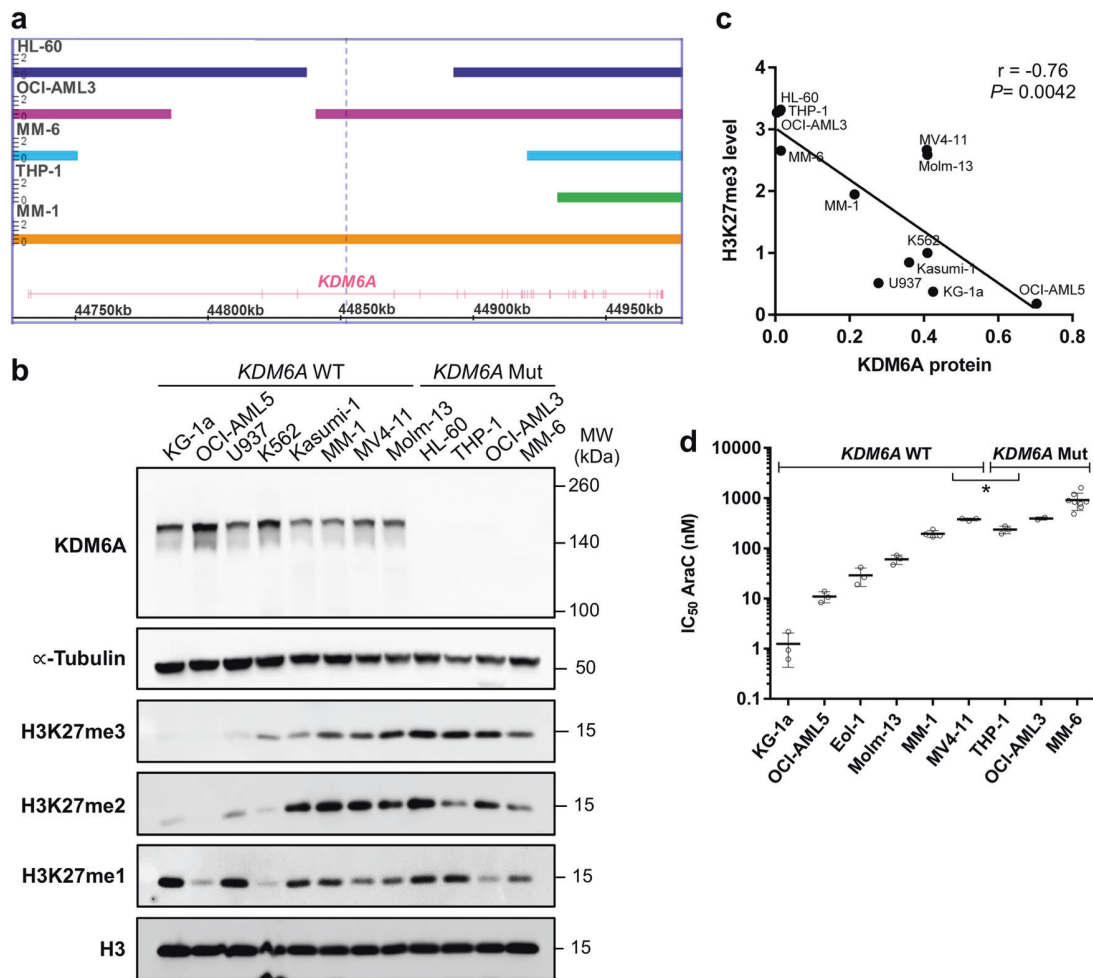 a
HL-60
2
0
OCI-AML3
2
0
MM-6
2
0
THP-1
2
0
MM-1
2
0
KDM6A
44750kb 44800kb 44850kb 44900kb 44950kb
b
KDM6A WT KDM6A Mut
KG-1a OCI-AML5 U937 K562 Kasumi-1 MM-1 MV4-11 Molm-13 HL-60 THP-1 OCI-AML3 MM-6
MW
(kDa)
KDM6A
260
140
100
∝-Tubulin 50
H3K27me3 15
H3K27me2 15
H3K27me1 15
H3 15
c
r = -0.76
P= 0.0042
H3K27me3 level
4
3
2
1
0
HL-60
THP-1
OCI-AML3
MM-6
MV4-11
Molm-13
MM-1
K562
Kasumi-1
U937
KG-1a
OCI-AML5
0.0 0.2 0.4 0.6 0.8
KDM6A protein
d
KDM6A WT KDM6A Mut
*
IC50 AraC (nM)
10000
1000
100
10
1
0.1
KG-1a OCI-AML5 Eol-1 Molm-13 MM-1 MV4-11 THP-1 OCI-AML3 MM-6